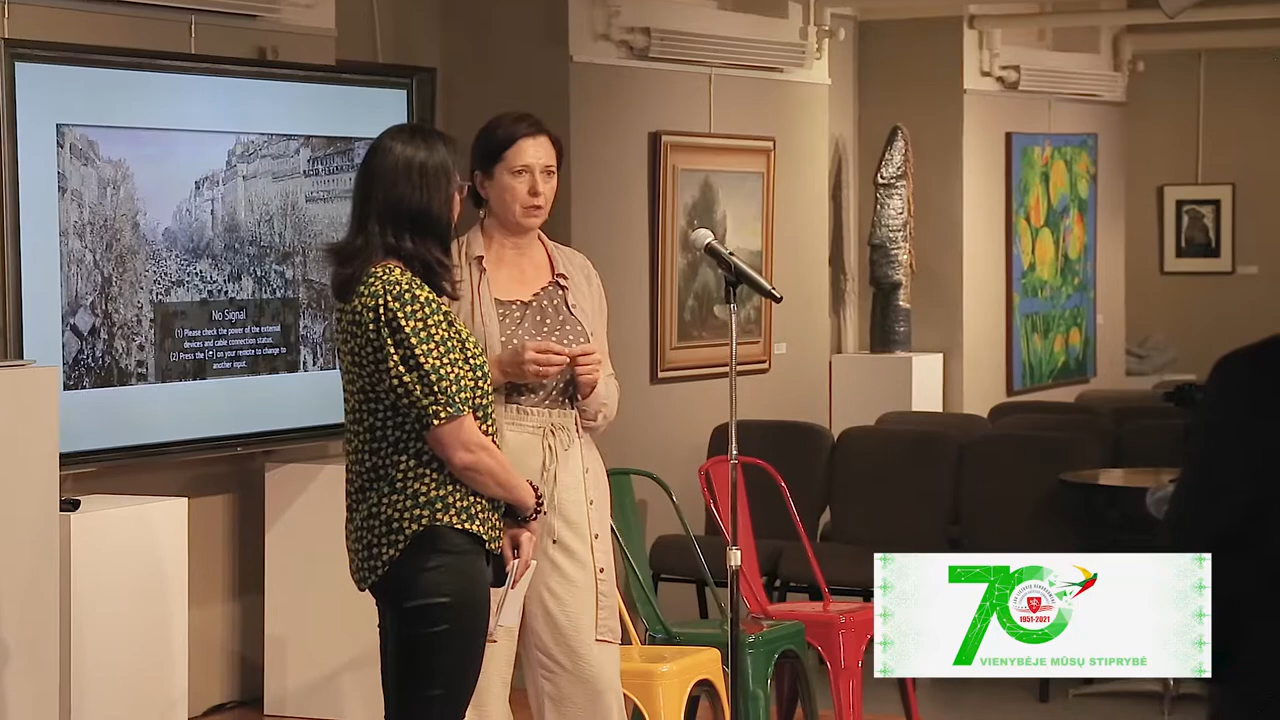 No Signal
(1) Please check the power of the external
devices and cable connection status.
(2) Press the [⏎] on your remote to change to
another input.
70
1951-2021
VIENYBĖJE MŪSŲ STIPRYBĖ